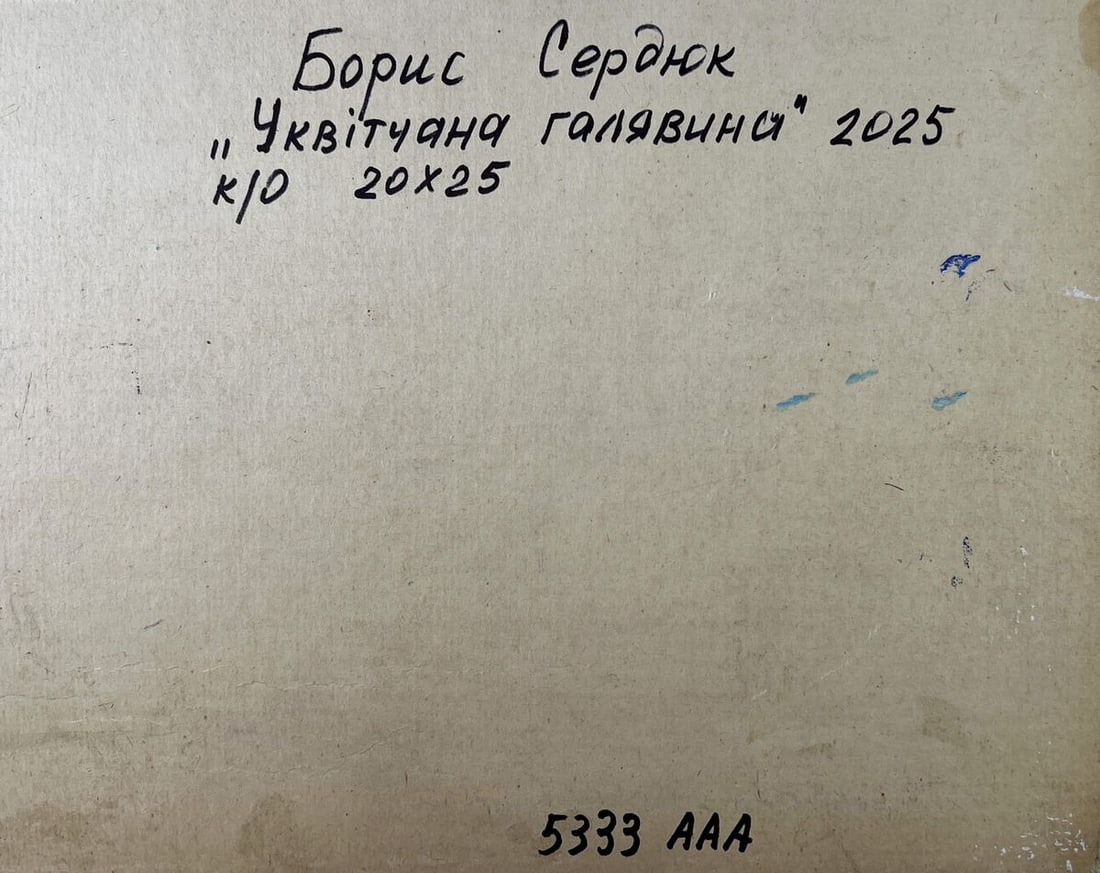 Борис Сердюк
„Уквітчана галявина" 2025
к/о 20х25
5333 ААА